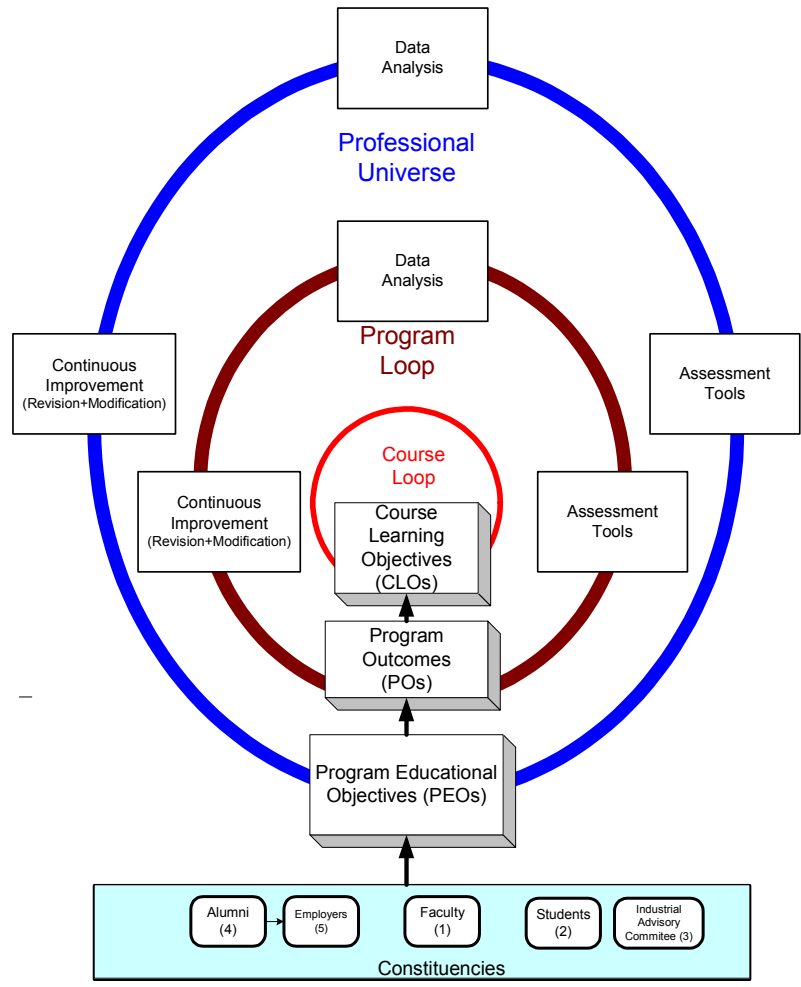 Data
Analysis
Professional
Universe
Data
Analysis
Program
Loop
Continuous
Improvement
(Revision+Modification)
Assessment
Tools
Course
Loop
Continuous
Improvement
(Revision+Modification)
Assessment
Tools
Course
Learning
Objectives
(CLOs)
Program
Outcomes
(POs)
Program Educational
Objectives (PEOs)
Alumni
(4)
Employers
(5)
Faculty
(1)
Students
(2)
Industrial
Advisory
Commitee (3)
Constituencies